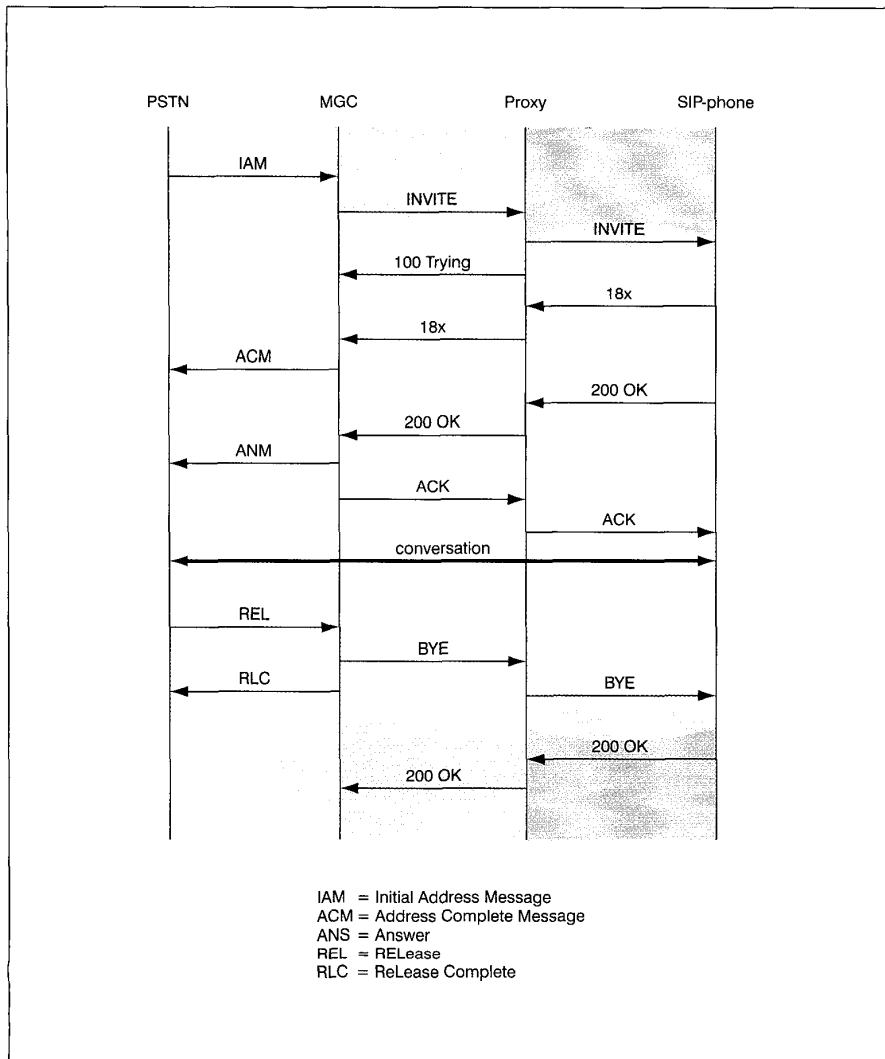 PSTN MGC Proxy SIP-phone
IAM
INVITE
INVITE
100 Trying
18x
18x
ACM
200 OK
200 OK
ANM
ACK
ACK
conversation
REL
BYE
RLC
BYE
200 OK
200 OK
IAM = Initial Address Message
ACM = Address Complete Message
ANS = Answer
REL = RELease
RLC = ReLease Complete